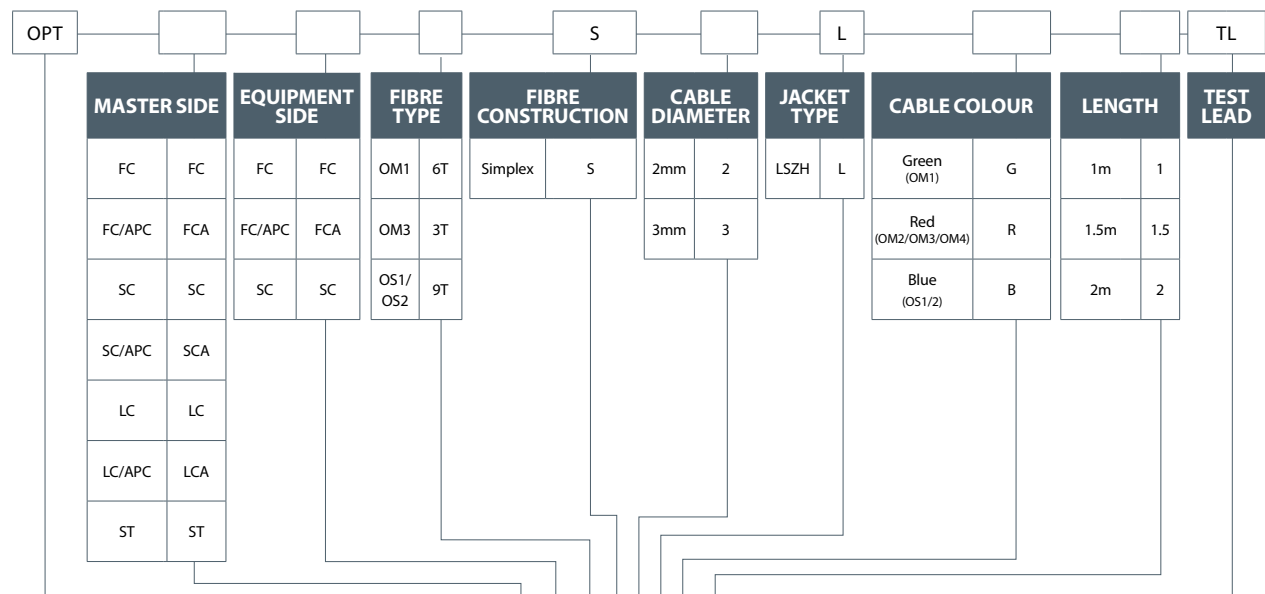 OPT S L TL
MASTER SIDE
FC FC
FC/APC FCA
SC SC
SC/APC SCA
LC LC
LC/APC LCA
ST ST
EQUIPMENT
SIDE
FC FC
FC/APC FCA
SC SC
FIBRE
TYPE
OM1 6T
OM3 3T
OS1/
OS2 9T
FIBRE
CONSTRUCTION
Simplex S
CABLE
DIAMETER
2mm 2
3mm 3
JACKET
TYPE
LSZH L
CABLE COLOUR
Green
(OM1) G
Red
(OM2/OM3/OM4) R
Blue
(OS1/2) B
LENGTH
1m 1
1.5m 1.5
2m 2
TEST
LEAD